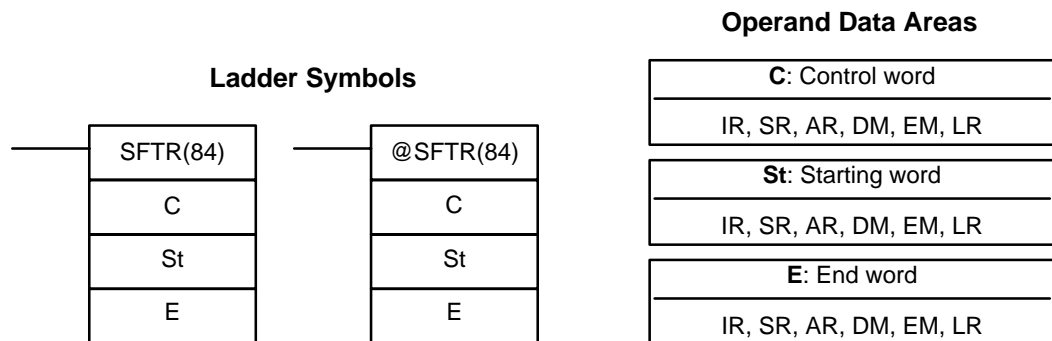 Ladder Symbols
SFTR(84)
C
St
E
@SFTR(84)
C
St
E
Operand Data Areas
C: Control word
IR, SR, AR, DM, EM, LR
St: Starting word
IR, SR, AR, DM, EM, LR
E: End word
IR, SR, AR, DM, EM, LR